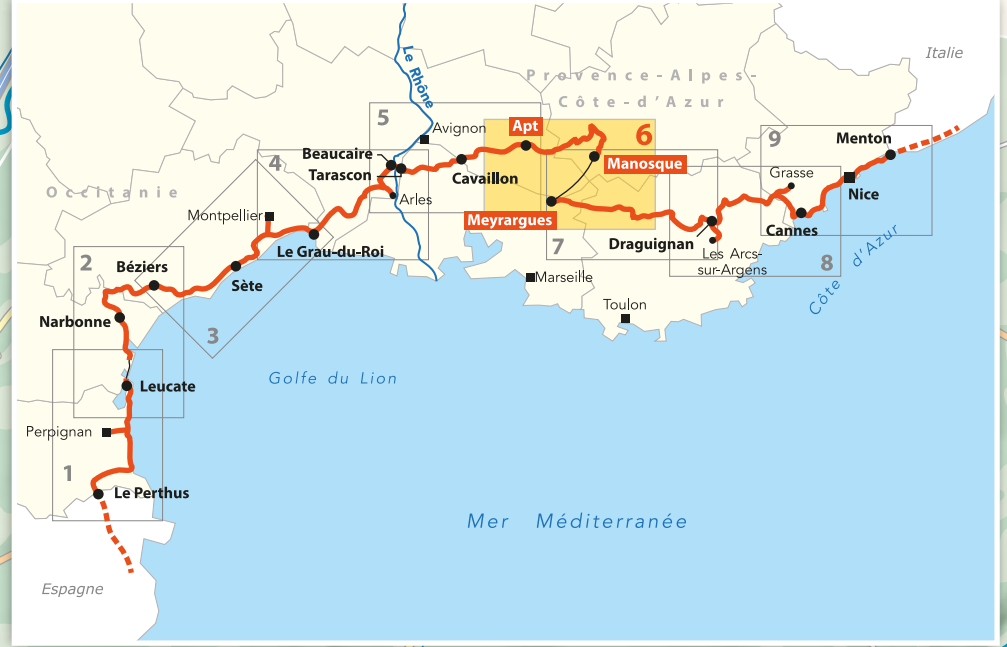 Italie
Le Rhône
Provence-Alpes-
Côte-d'Azur
5
Avignon
Apt
6
9
Menton
Beaucaire
Tarascon
4
Cavaillon
Manosque
Grasse
Occitanie
Arles
Nice
Montpellier
Meyrargues
Cannes
Le Grau-du-Roi
7
Draguignan
Les Arcs-
sur-Argens
8
Côte d'Azur
2
Béziers
Sète
Marseille
Toulon
Narbonne
3
Golfe du Lion
Leucate
Perpignan
1
Le Perthus
Mer Méditerranée
Espagne